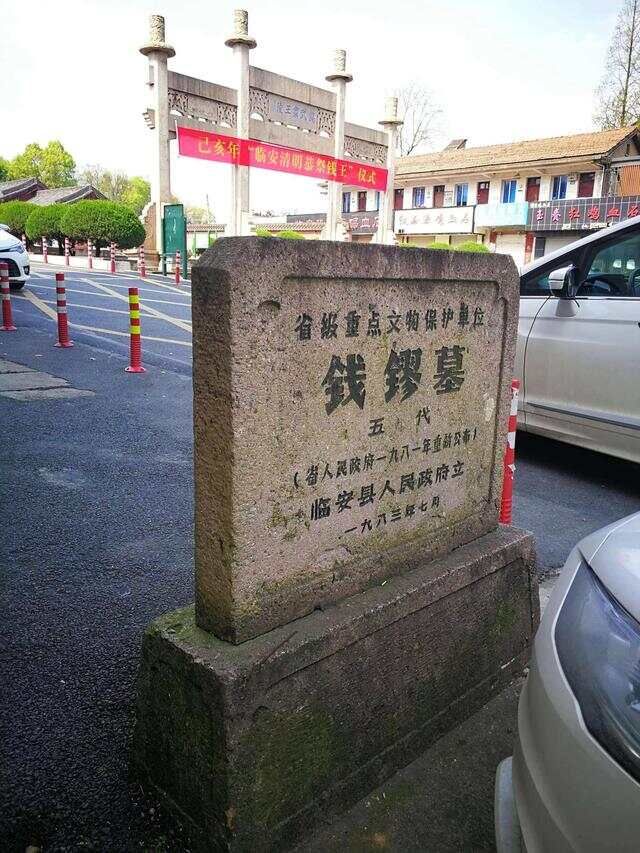 己亥年"临安清明恭祭钱王"仪式
省级重点文物保护单位
钱镠墓
五代
（省人民政府一九八一年重新公布）
临安县人民政府立
一九八三年七月